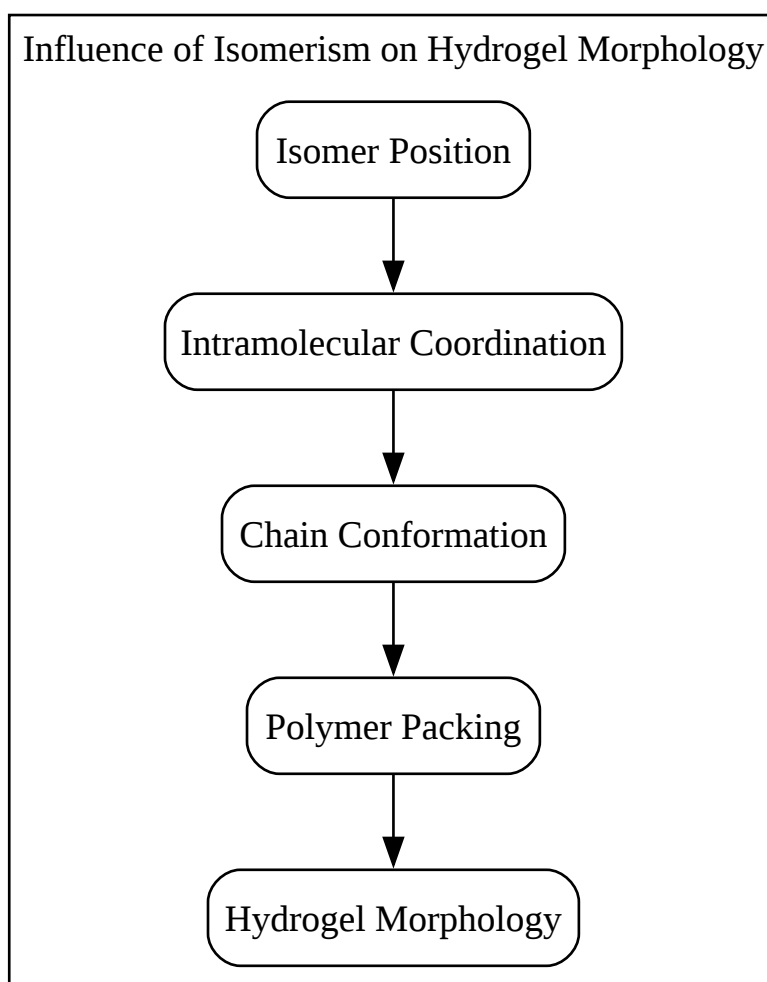 Influence of Isomerism on Hydrogel Morphology
Isomer Position
Intramolecular Coordination
Chain Conformation
Polymer Packing
Hydrogel Morphology